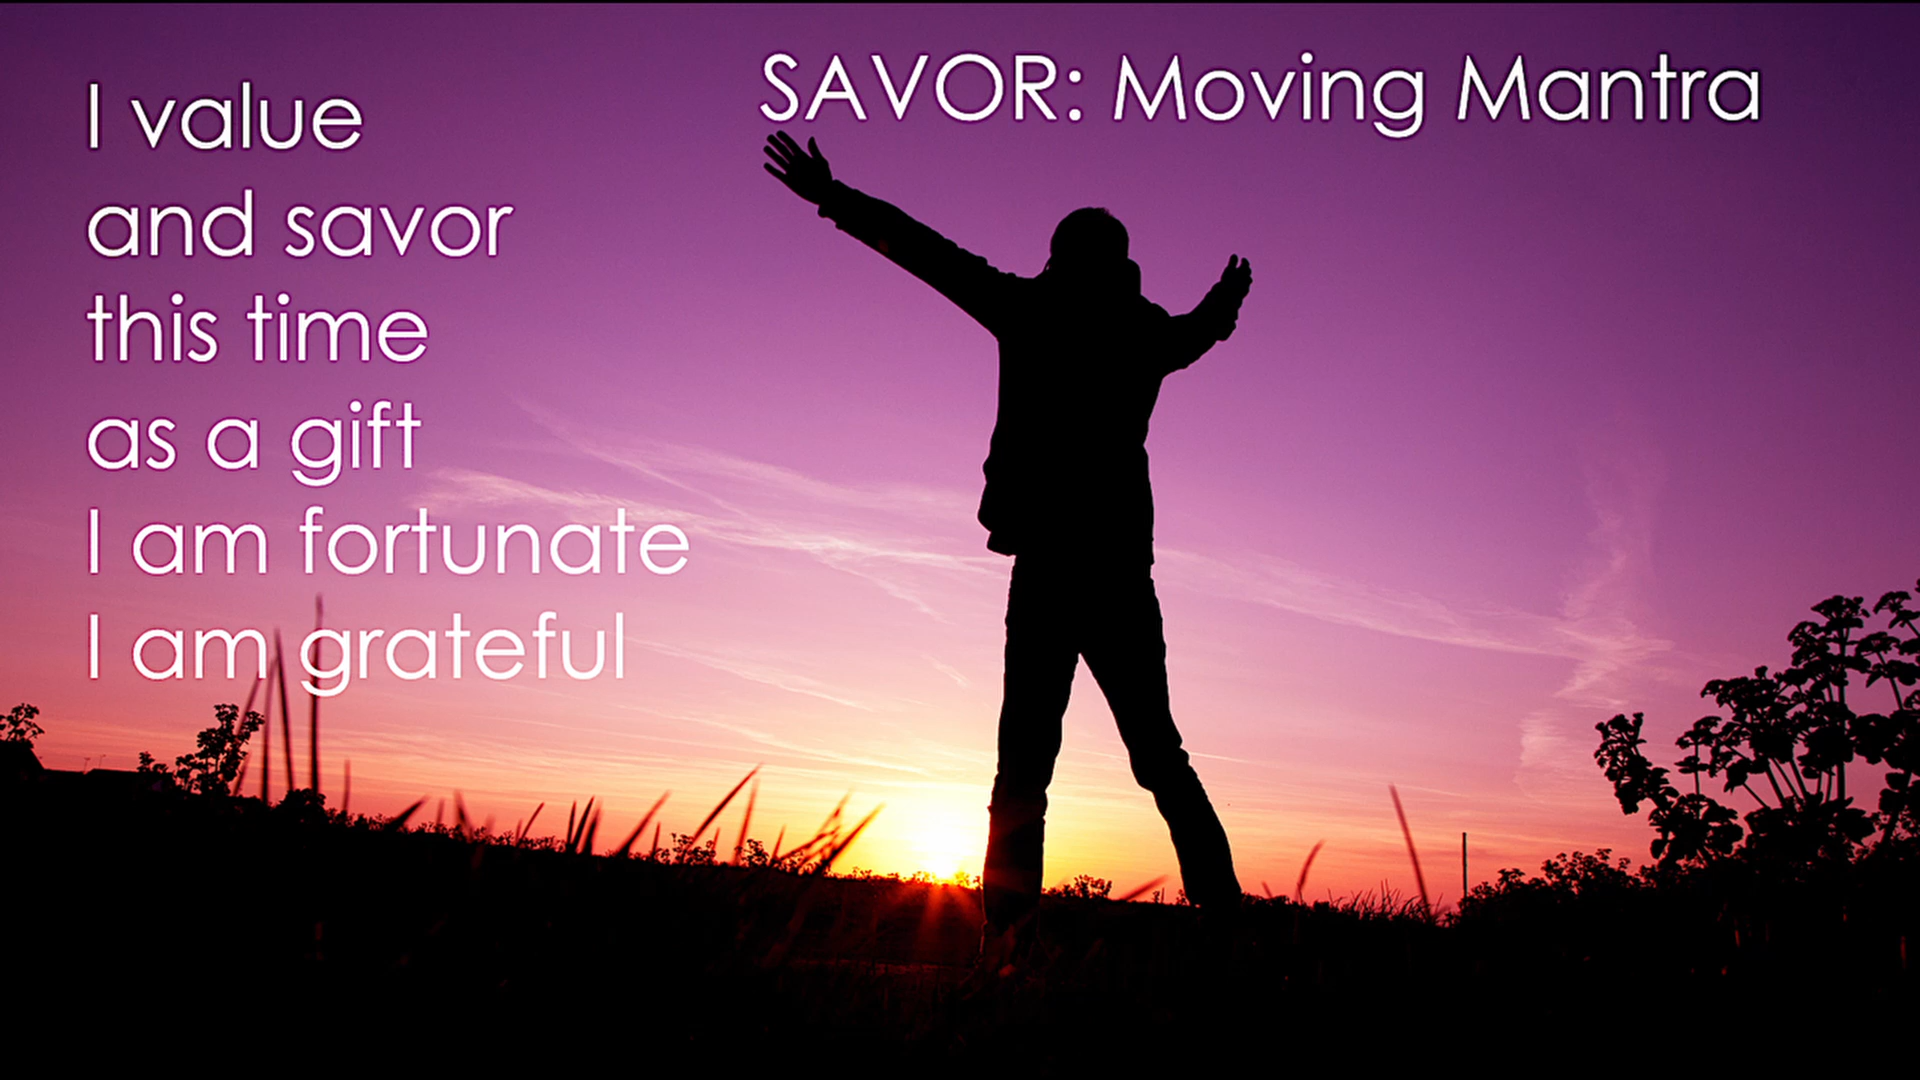 SAVOR: Moving Mantra
I value
and savor
this time
as a gift
I am fortunate
I am grateful